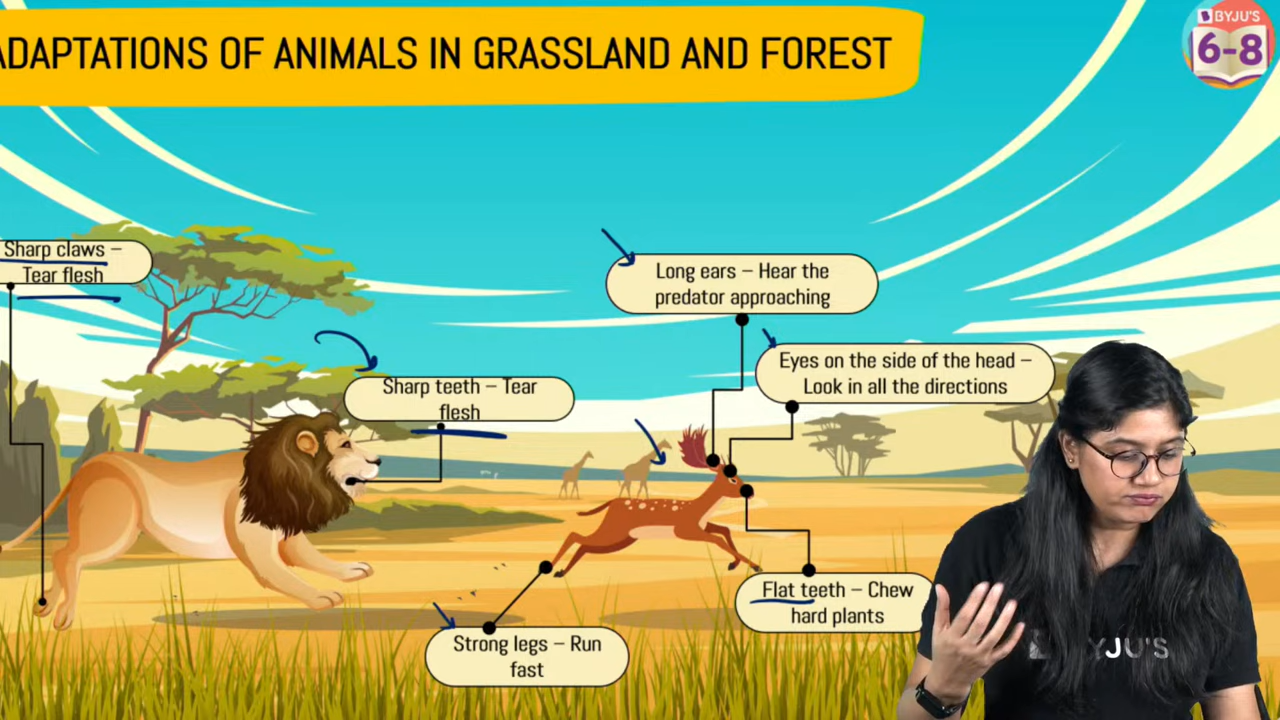 ADAPTATIONS OF ANIMALS IN GRASSLAND AND FOREST
BYJU'S
6-8
Sharp claws –
Tear flesh
Long ears – Hear the
predator approaching
Eyes on the side of the head –
Look in all the directions
Sharp teeth – Tear
flesh
Flat teeth – Chew
hard plants
Strong legs – Run
fast
BYJU'S